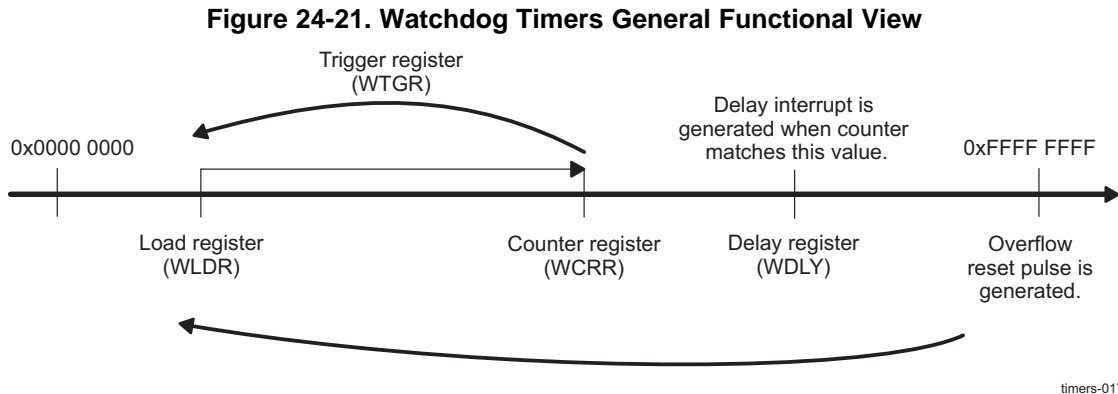 Figure 24-21. Watchdog Timers General Functional View
Trigger register
(WTGR)
Delay interrupt is
generated when counter
matches this value.
0x0000 0000
0xFFFF FFFF
Load register
(WLDR)
Counter register
(WCRR)
Delay register
(WDLY)
Overflow
reset pulse is
generated.
timers-017